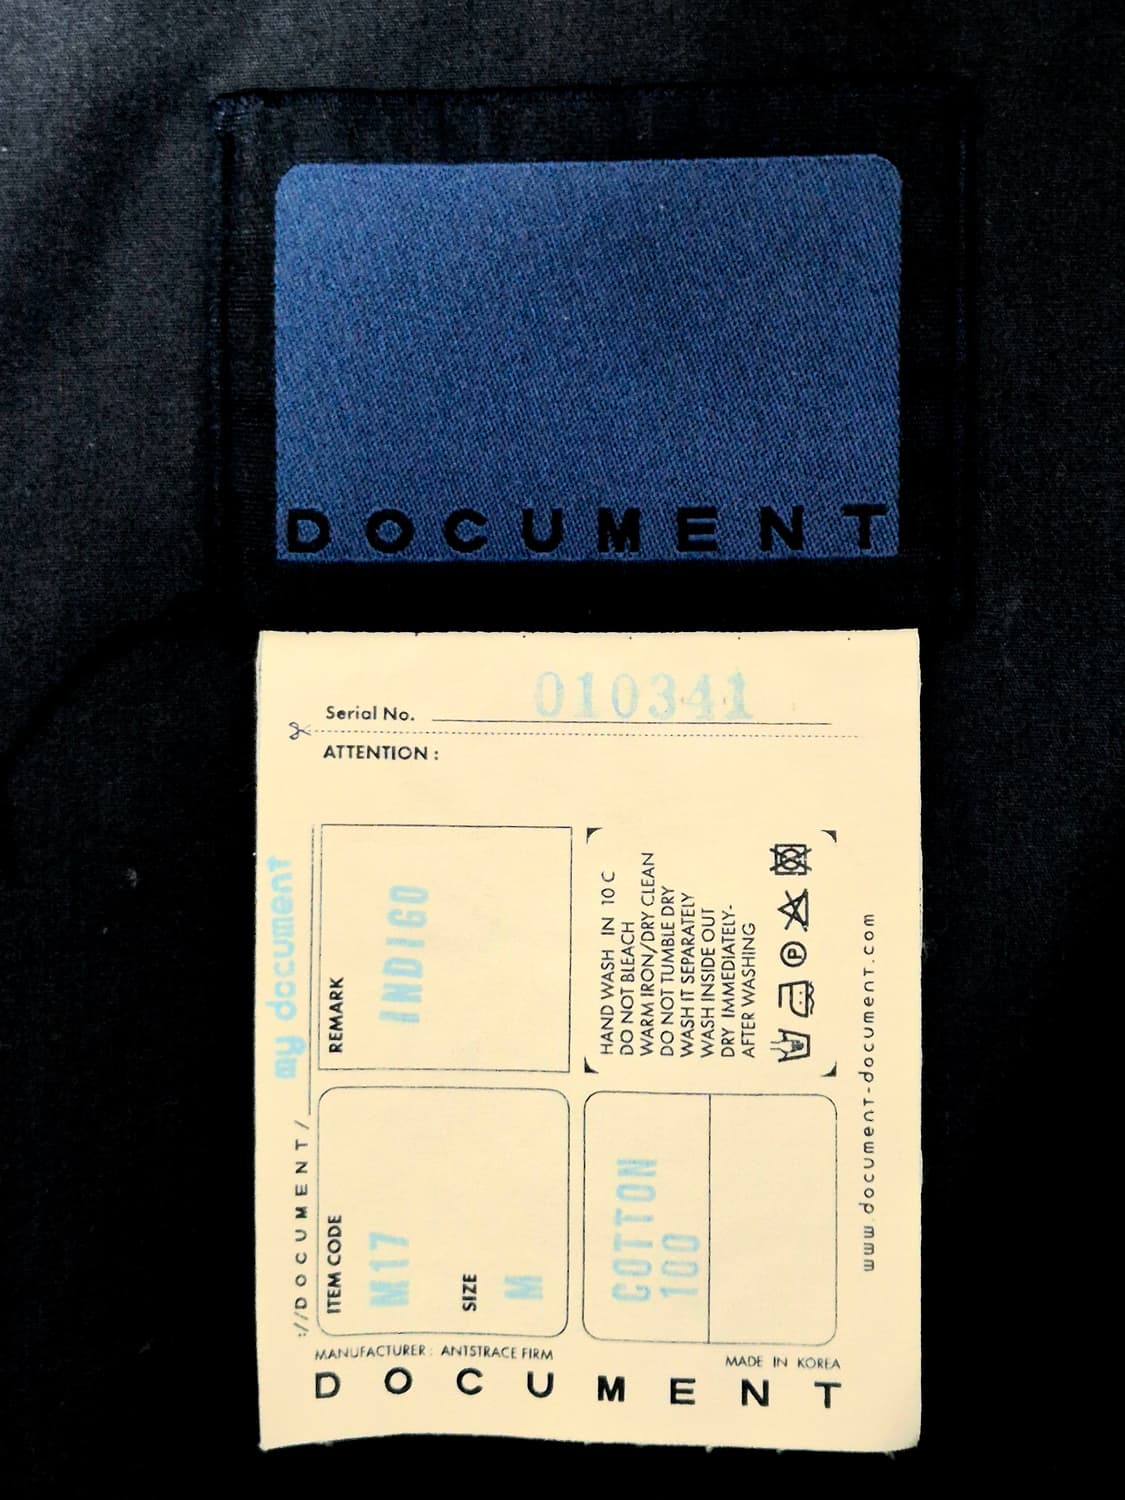 DOCUMENT
Serial No. 010341
ATTENTION :
my document
://DOCUMENT/
REMARK
INDIGO
HAND WASH IN 10 C
DO NOT BLEACH
WARM IRON/DRY CLEAN
DO NOT TUMBLE DRY
WASH IT SEPARATELY
WASH INSIDE OUT
DRY IMMEDIATELY-
AFTER WASHING
P
ITEM CODE
M17
SIZE
M
COTTON
100
www.document-document.com
MANUFACTURER : ANTSTRACE FIRM
MADE IN KOREA
DOCUMENT